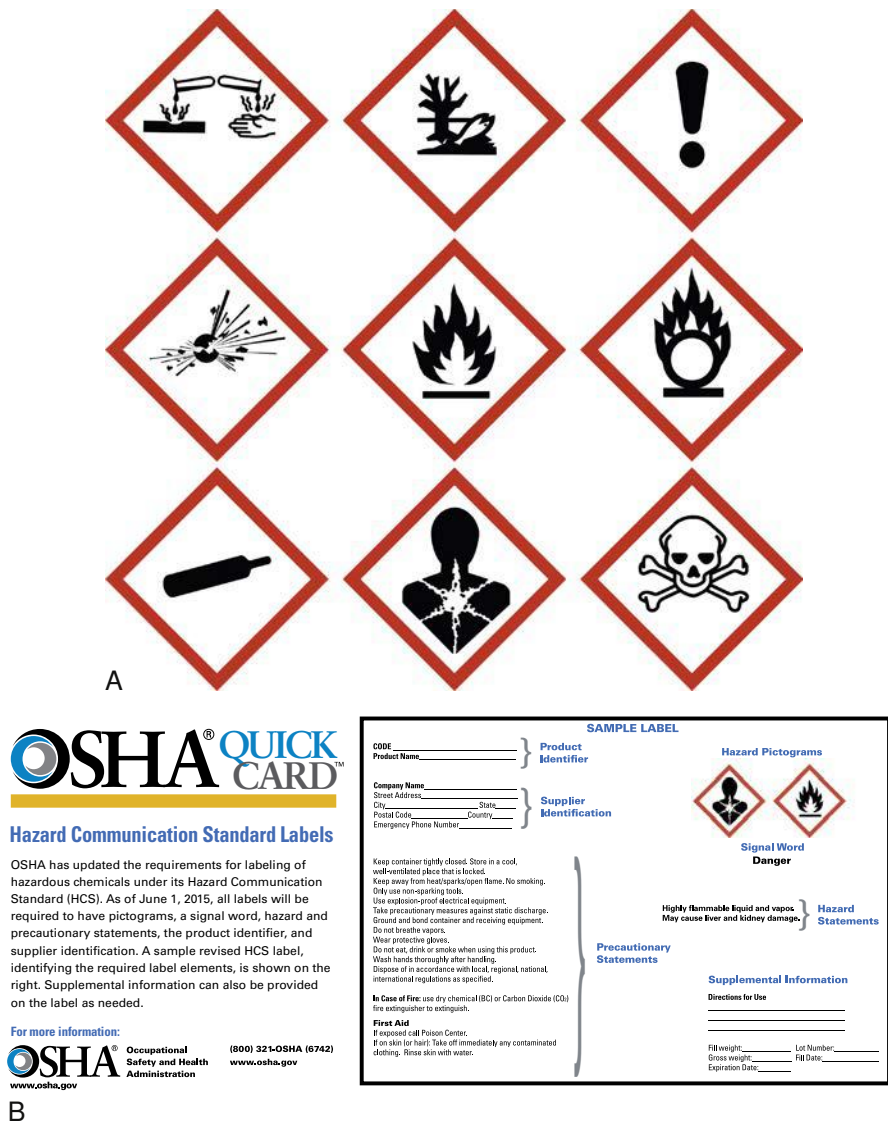 A
OSHA® QUICK
CARD™
Hazard Communication Standard Labels
OSHA has updated the requirements for labeling of
hazardous chemicals under its Hazard Communication
Standard (HCS). As of June 1, 2015, all labels will be
required to have pictograms, a signal word, hazard and
precautionary statements, the product identifier, and
supplier identification. A sample revised HCS label,
identifying the required label elements, is shown on the
right. Supplemental information can also be provided
on the label as needed.
For more information:
OSHA®
www.osha.gov
Occupational
Safety and Health
Administration
(800) 321-OSHA (6742)
www.osha.gov
SAMPLE LABEL
CODE
Product Name
Product
Identifier
Company Name
Street Address
City State
Postal Code Country
Emergency Phone Number
Supplier
Identification
Keep container tightly closed. Store in a cool,
well-ventilated place that is locked.
Keep away from heat/sparks/open flame. No smoking.
Only use non-sparking tools.
Use explosion-proof electrical equipment.
Take precautionary measures against static discharge.
Ground and bond container and receiving equipment.
Do not breathe vapors.
Wear protective gloves.
Do not eat, drink or smoke when using this product.
Wash hands thoroughly after handling.
Dispose of in accordance with local, regional, national,
international regulations as specified.
In Case of Fire: use dry chemical (BC) or Carbon Dioxide (CO₂)
fire extinguisher to extinguish.
First Aid
If exposed call Poison Center.
If on skin (or hair): Take off immediately any contaminated
clothing. Rinse skin with water.
Precautionary
Statements
Hazard Pictograms
Signal Word
Danger
Highly flammable liquid and vapor.
May cause liver and kidney damage.
Hazard
Statements
Supplemental Information
Directions for Use
Fill weight: Lot Number:
Gross weight: Fill Date:
Expiration Date:
B